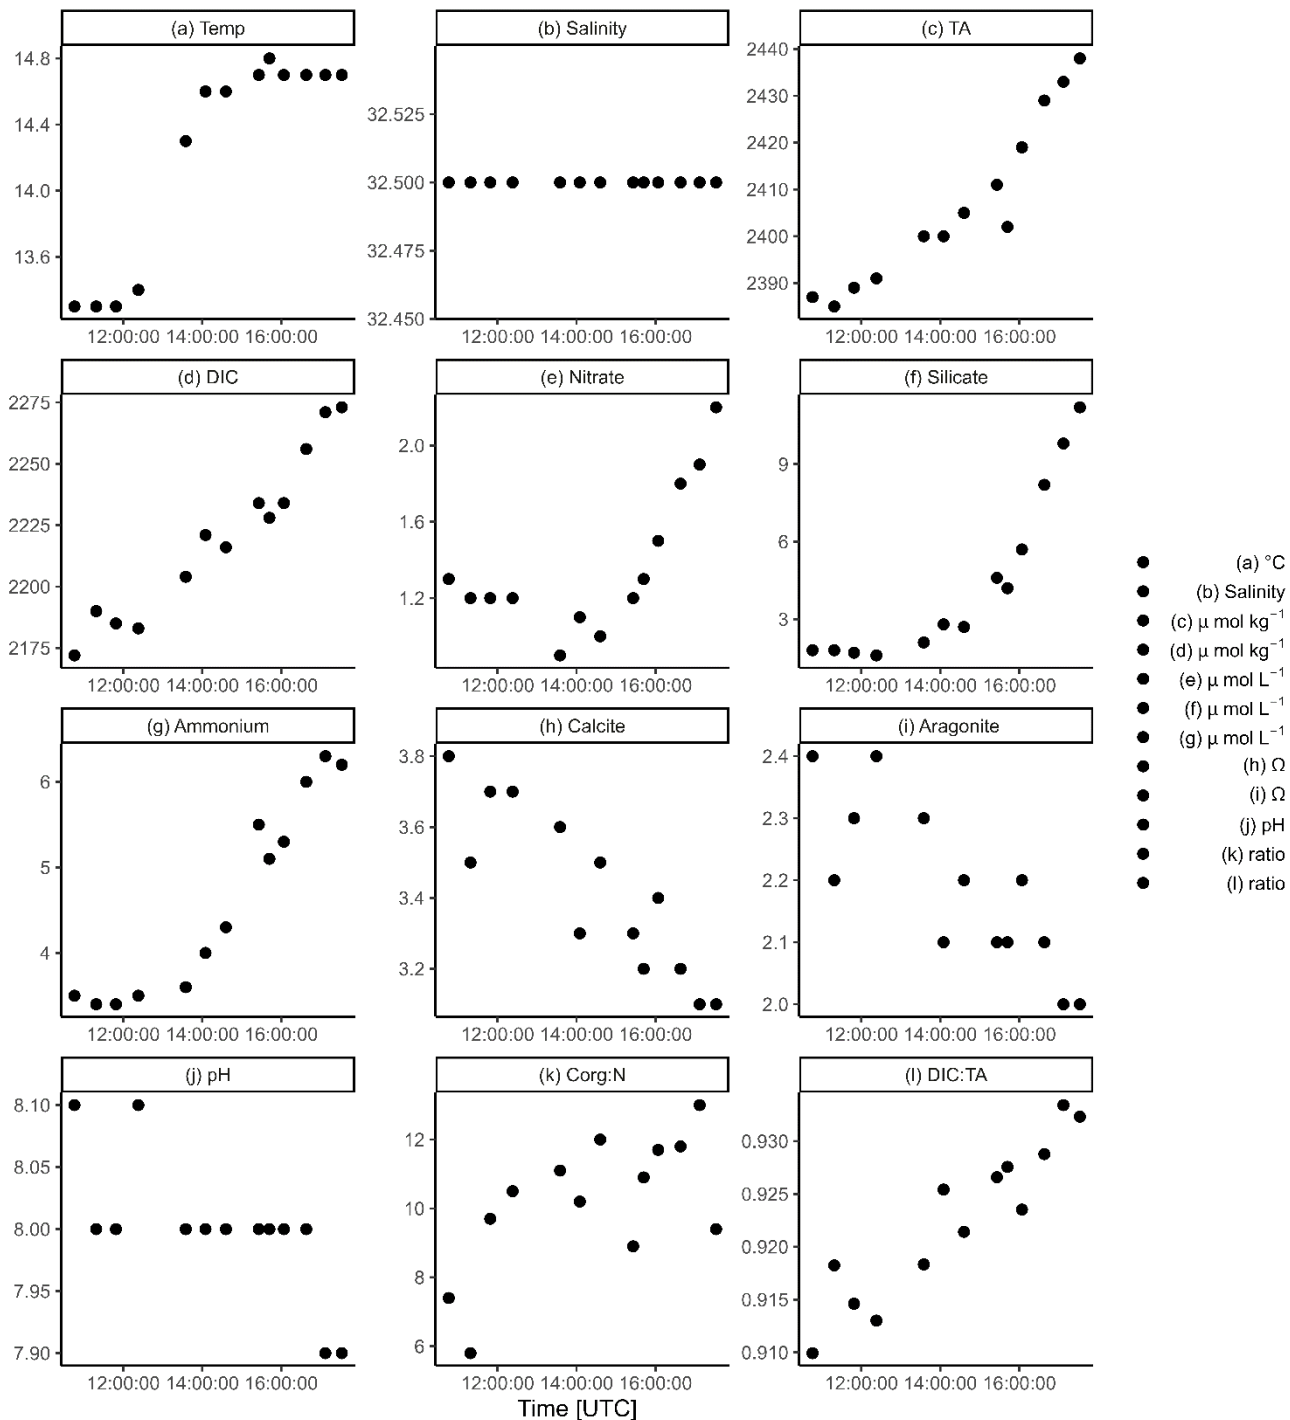 (a) Temp
(b) Salinity
(c) TA
14.8
14.4
14.0
13.6
12:00:00 14:00:00 16:00:00
32.525
32.500
32.475
32.450
12:00:00 14:00:00 16:00:00
2440
2430
2420
2410
2400
2390
12:00:00 14:00:00 16:00:00
(d) DIC
(e) Nitrate
(f) Silicate
2275
2250
2225
2200
2175
12:00:00 14:00:00 16:00:00
2.0
1.6
1.2
12:00:00 14:00:00 16:00:00
9
6
3
12:00:00 14:00:00 16:00:00
(g) Ammonium
(h) Calcite
(i) Aragonite
6
5
4
12:00:00 14:00:00 16:00:00
3.8
3.6
3.4
3.2
12:00:00 14:00:00 16:00:00
2.4
2.3
2.2
2.1
2.0
12:00:00 14:00:00 16:00:00
(j) pH
(k) Corg:N
(l) DIC:TA
8.10
8.05
8.00
7.95
7.90
12:00:00 14:00:00 16:00:00
12
10
8
6
12:00:00 14:00:00 16:00:00
0.930
0.925
0.920
0.915
0.910
12:00:00 14:00:00 16:00:00
Time [UTC]
(a) °C
(b) Salinity
(c) μ mol kg⁻¹
(d) μ mol kg⁻¹
(e) μ mol L⁻¹
(f) μ mol L⁻¹
(g) μ mol L⁻¹
(h) Ω
(i) Ω
(j) pH
(k) ratio
(l) ratio